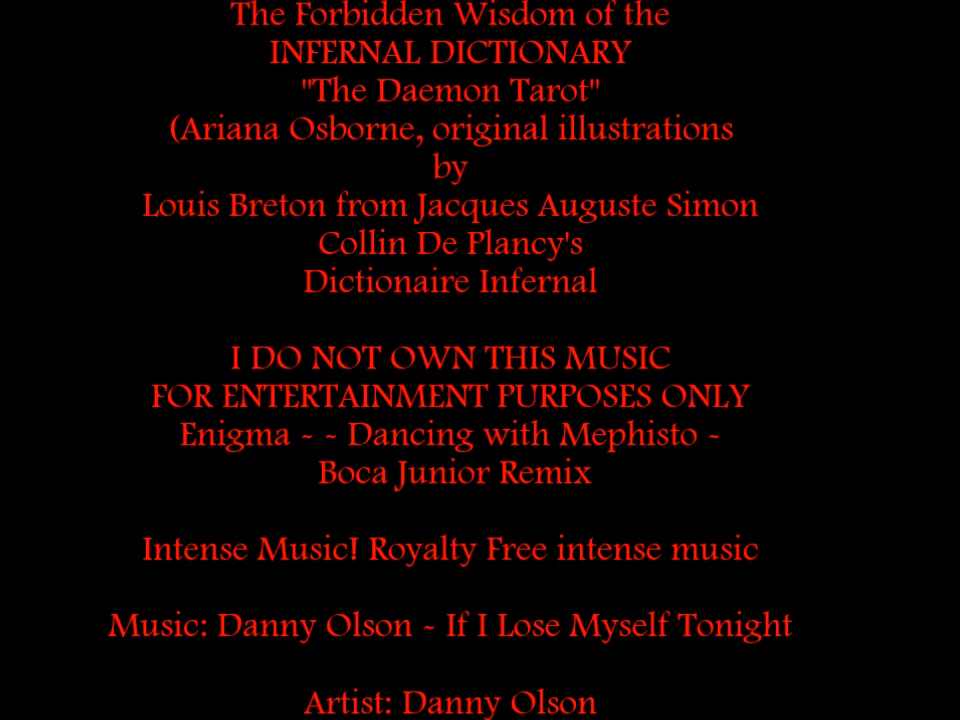 The Forbidden Wisdom of the
INFERNAL DICTIONARY
"The Daemon Tarot"
(Ariana Osborne, original illustrations
by
Louis Breton from Jacques Auguste Simon
Collin De Plancy's
Dictionaire Infernal
I DO NOT OWN THIS MUSIC
FOR ENTERTAINMENT PURPOSES ONLY
Enigma - - Dancing with Mephisto -
Boca Junior Remix
Intense Music! Royalty Free intense music
Music: Danny Olson - If I Lose Myself Tonight
Artist: Danny Olson